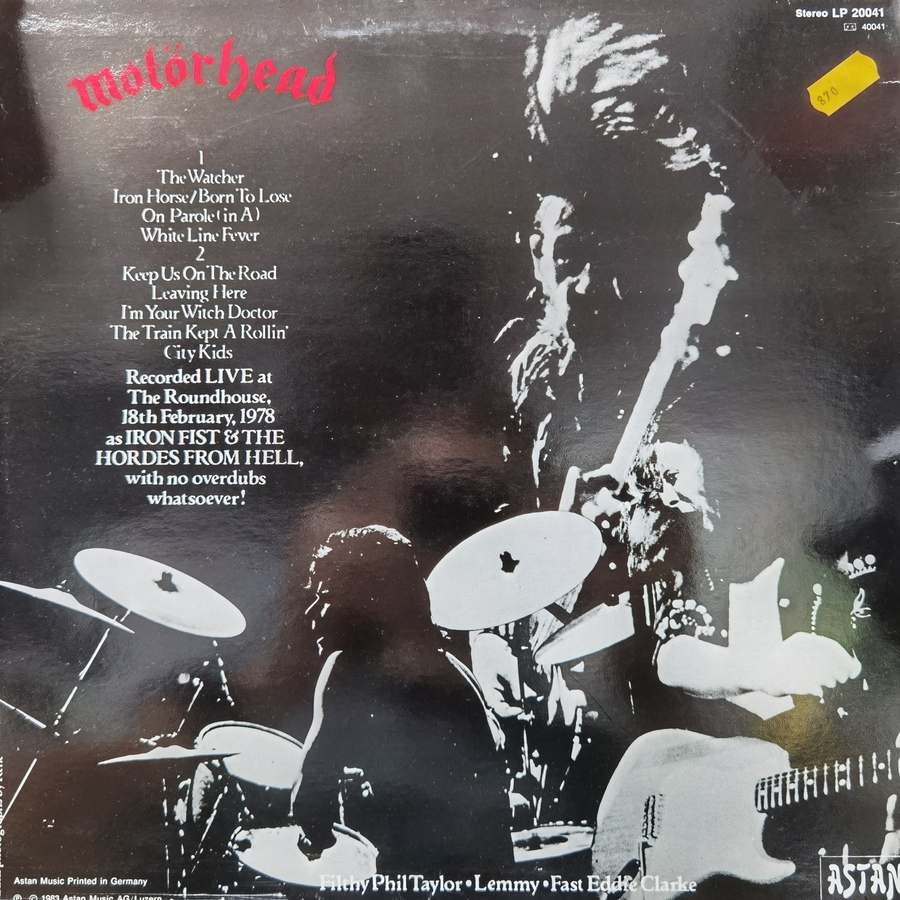 Stereo LP 20041
40041
870
motörhead
1
The Watcher
Iron Horse/Born To Lose
On Parole (in A)
White Line Fever
2
Keep Us On The Road
Leaving Here
I'm Your Witch Doctor
The Train Kept A Rollin'
City Kids
Recorded LIVE at
The Roundhouse,
18th February, 1978
as IRON FIST & THE
HORDES FROM HELL,
with no overdubs
whatsoever!
Filthy Phil Taylor • Lemmy • Fast Eddie Clarke
Astan Music Printed in Germany
℗ © 1983 Astan Music AG/Luzern
ASTAN